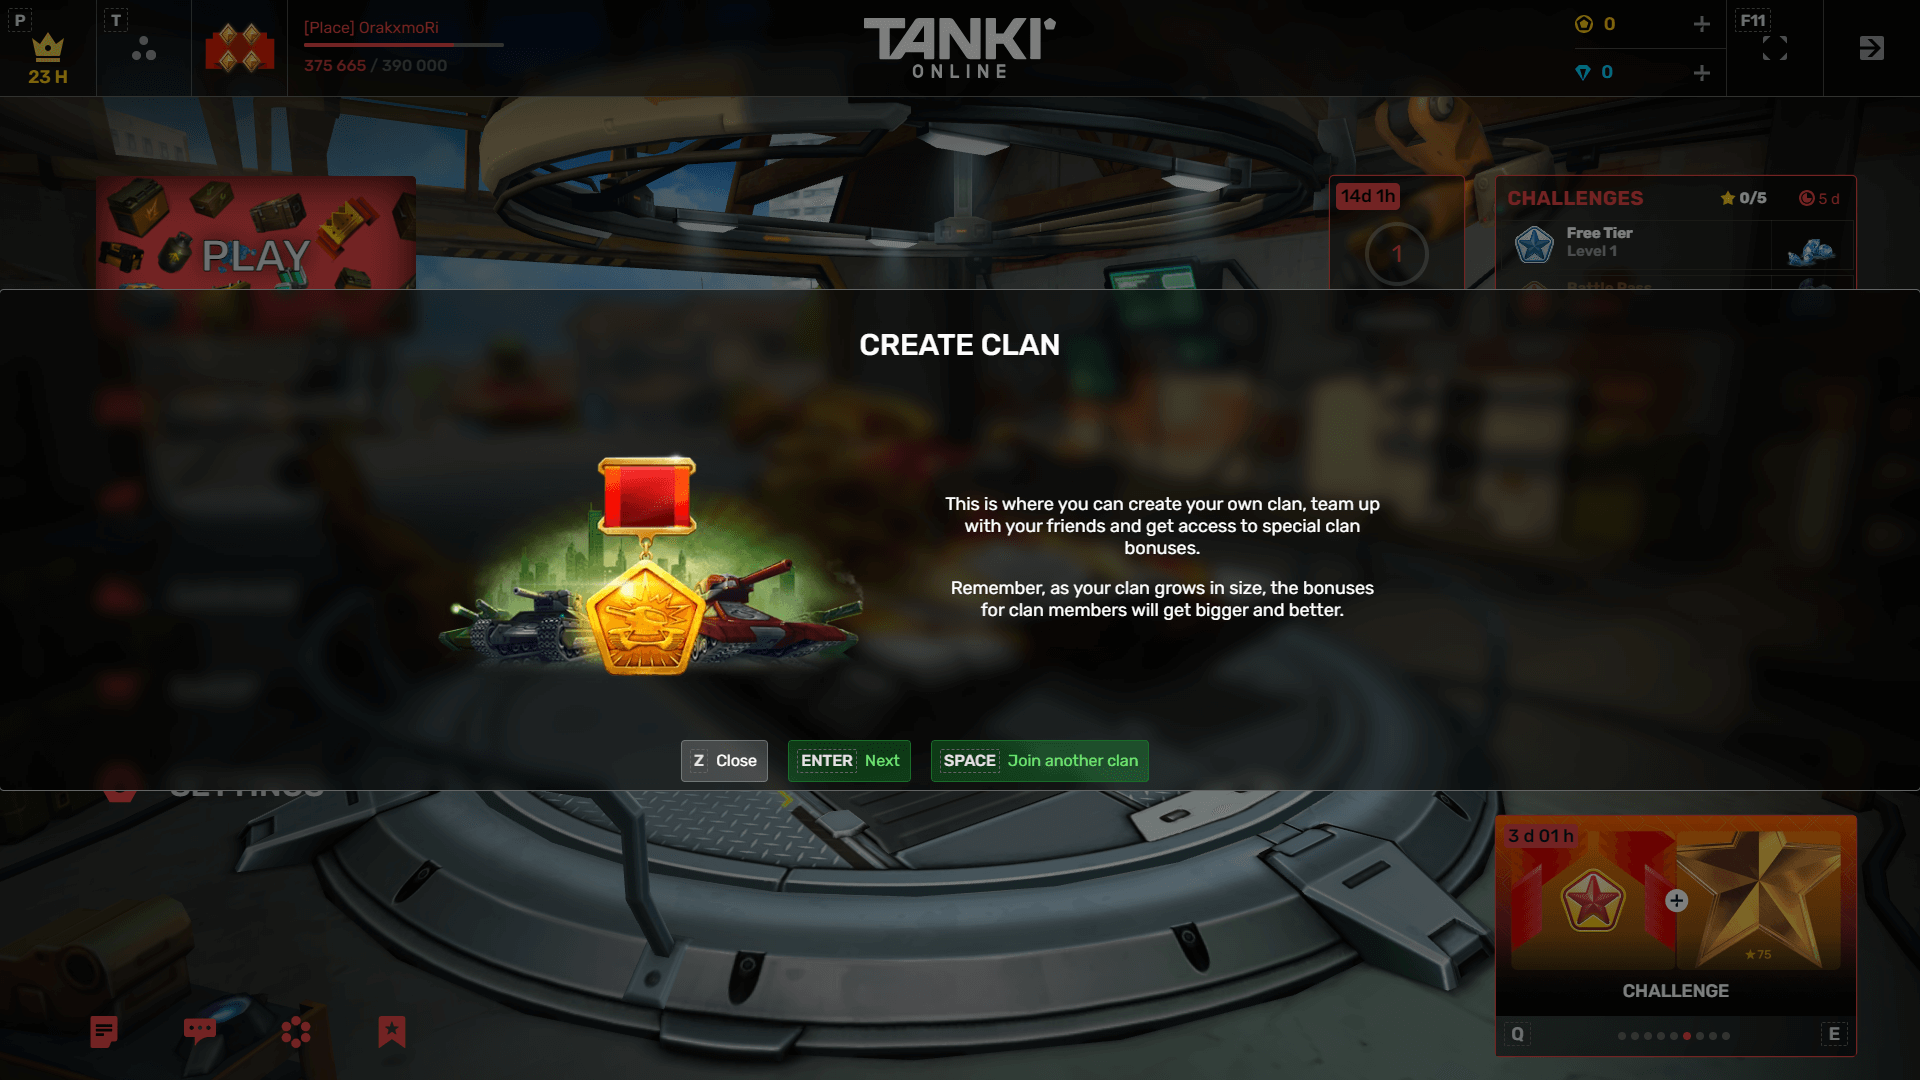 P
23 H
T
[Place] OrakxmoRi
375 665 / 390 000
TANKI
ONLINE
0
0
F11
PLAY
14d 1h
1
CHALLENGES
0/5
5 d
Free Tier
Level 1
Battle Pass
CREATE CLAN
This is where you can create your own clan, team up
with your friends and get access to special clan
bonuses.
Remember, as your clan grows in size, the bonuses
for clan members will get bigger and better.
Z Close
ENTER Next
SPACE Join another clan
SETTINGS
3 d 01 h
75
CHALLENGE
Q
E